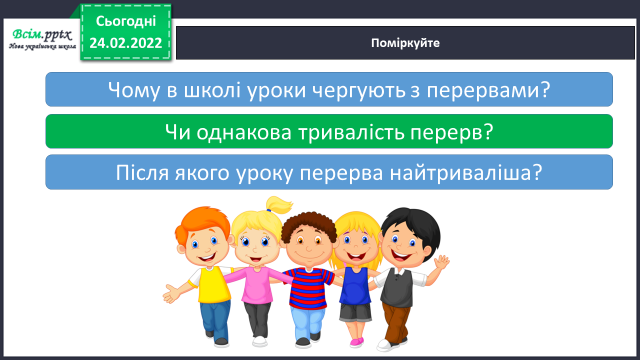 Всім.pptx
Нова українська школа
Сьогодні
24.02.2022
Поміркуйте
Чому в школі уроки чергують з перервами?
Чи однакова тривалість перерв?
Після якого уроку перерва найтриваліша?